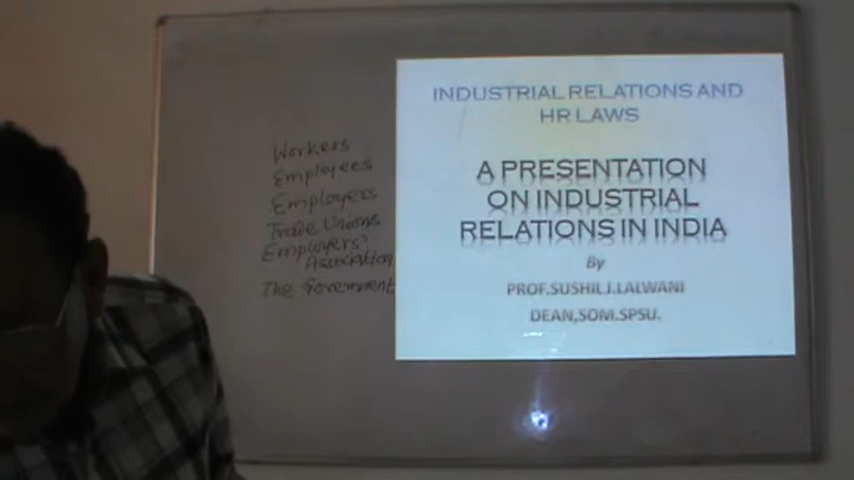 Workers
Employees
Employers
Trade Unions
Employers'
Association
The Government
INDUSTRIAL RELATIONS AND
HR LAWS
A PRESENTATION
ON INDUSTRIAL
RELATIONS IN INDIA
By
PROF.SUSHIL J.LALWANI
DEAN,SOM.SPSU.